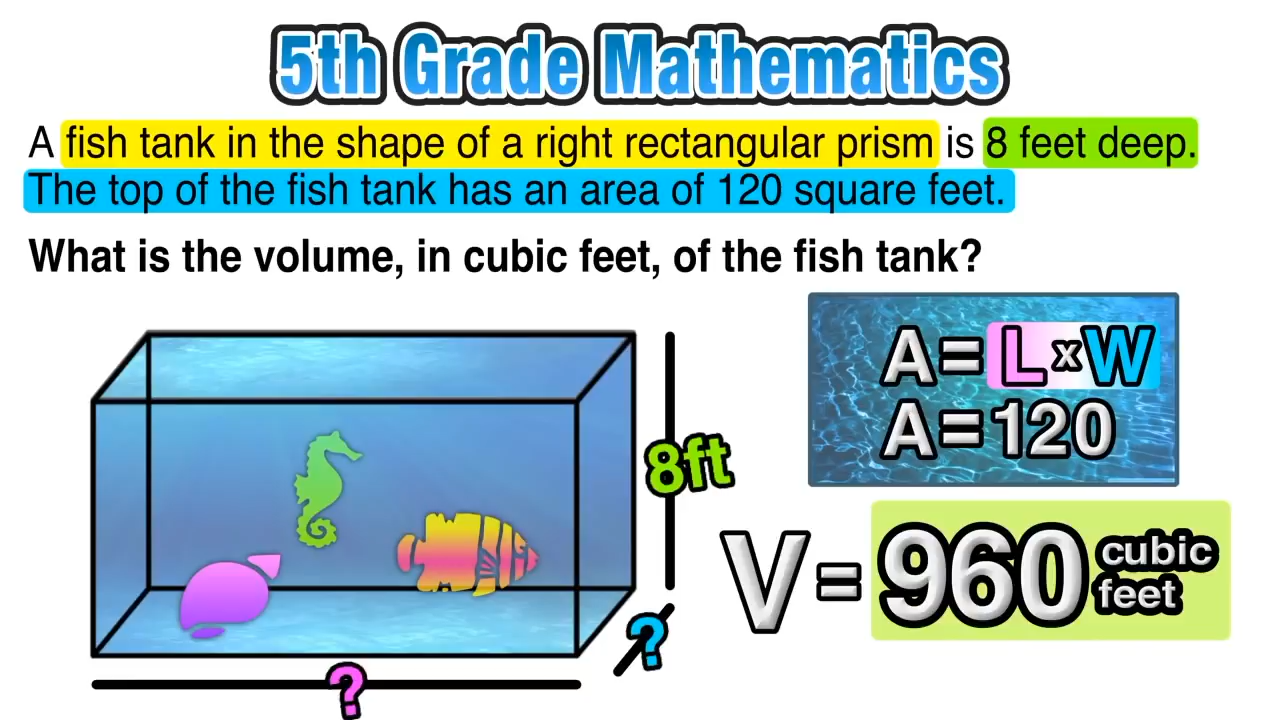 5th Grade Mathematics
A fish tank in the shape of a right rectangular prism is 8 feet deep.
The top of the fish tank has an area of 120 square feet.
What is the volume, in cubic feet, of the fish tank?
A=LxW
A=120
8ft
V=960 cubic feet
?
?